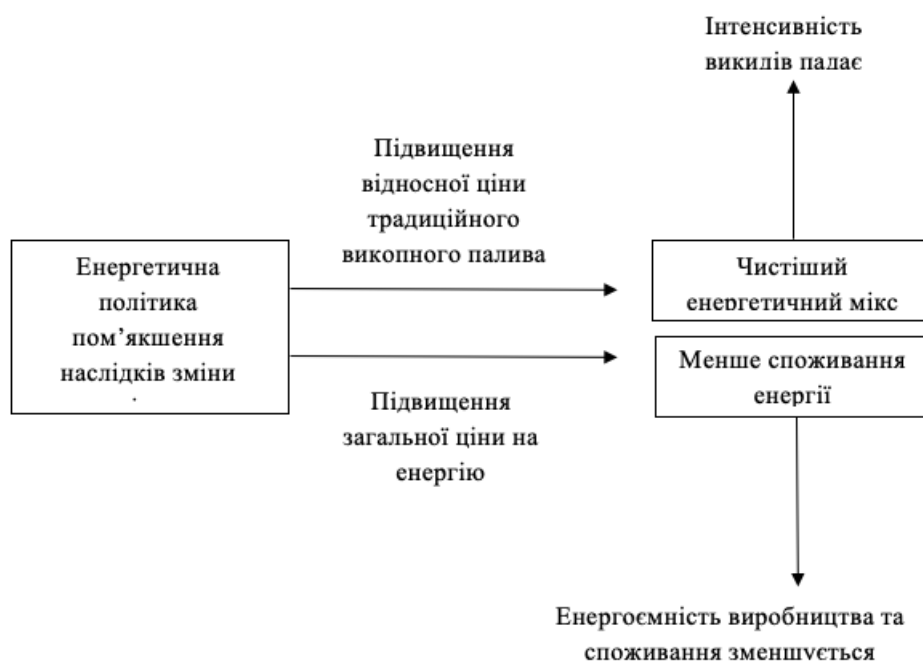 Інтенсивність
викидів падає
Підвищення
відносної ціни
традиційного
викопного палива
Енергетична
політика
пом’якшення
наслідків зміни
Чистіший
енергетичний мікс
Менше споживання
енергії
Підвищення
загальної ціни на
енергію
Енергоємність виробництва та
споживання зменшується